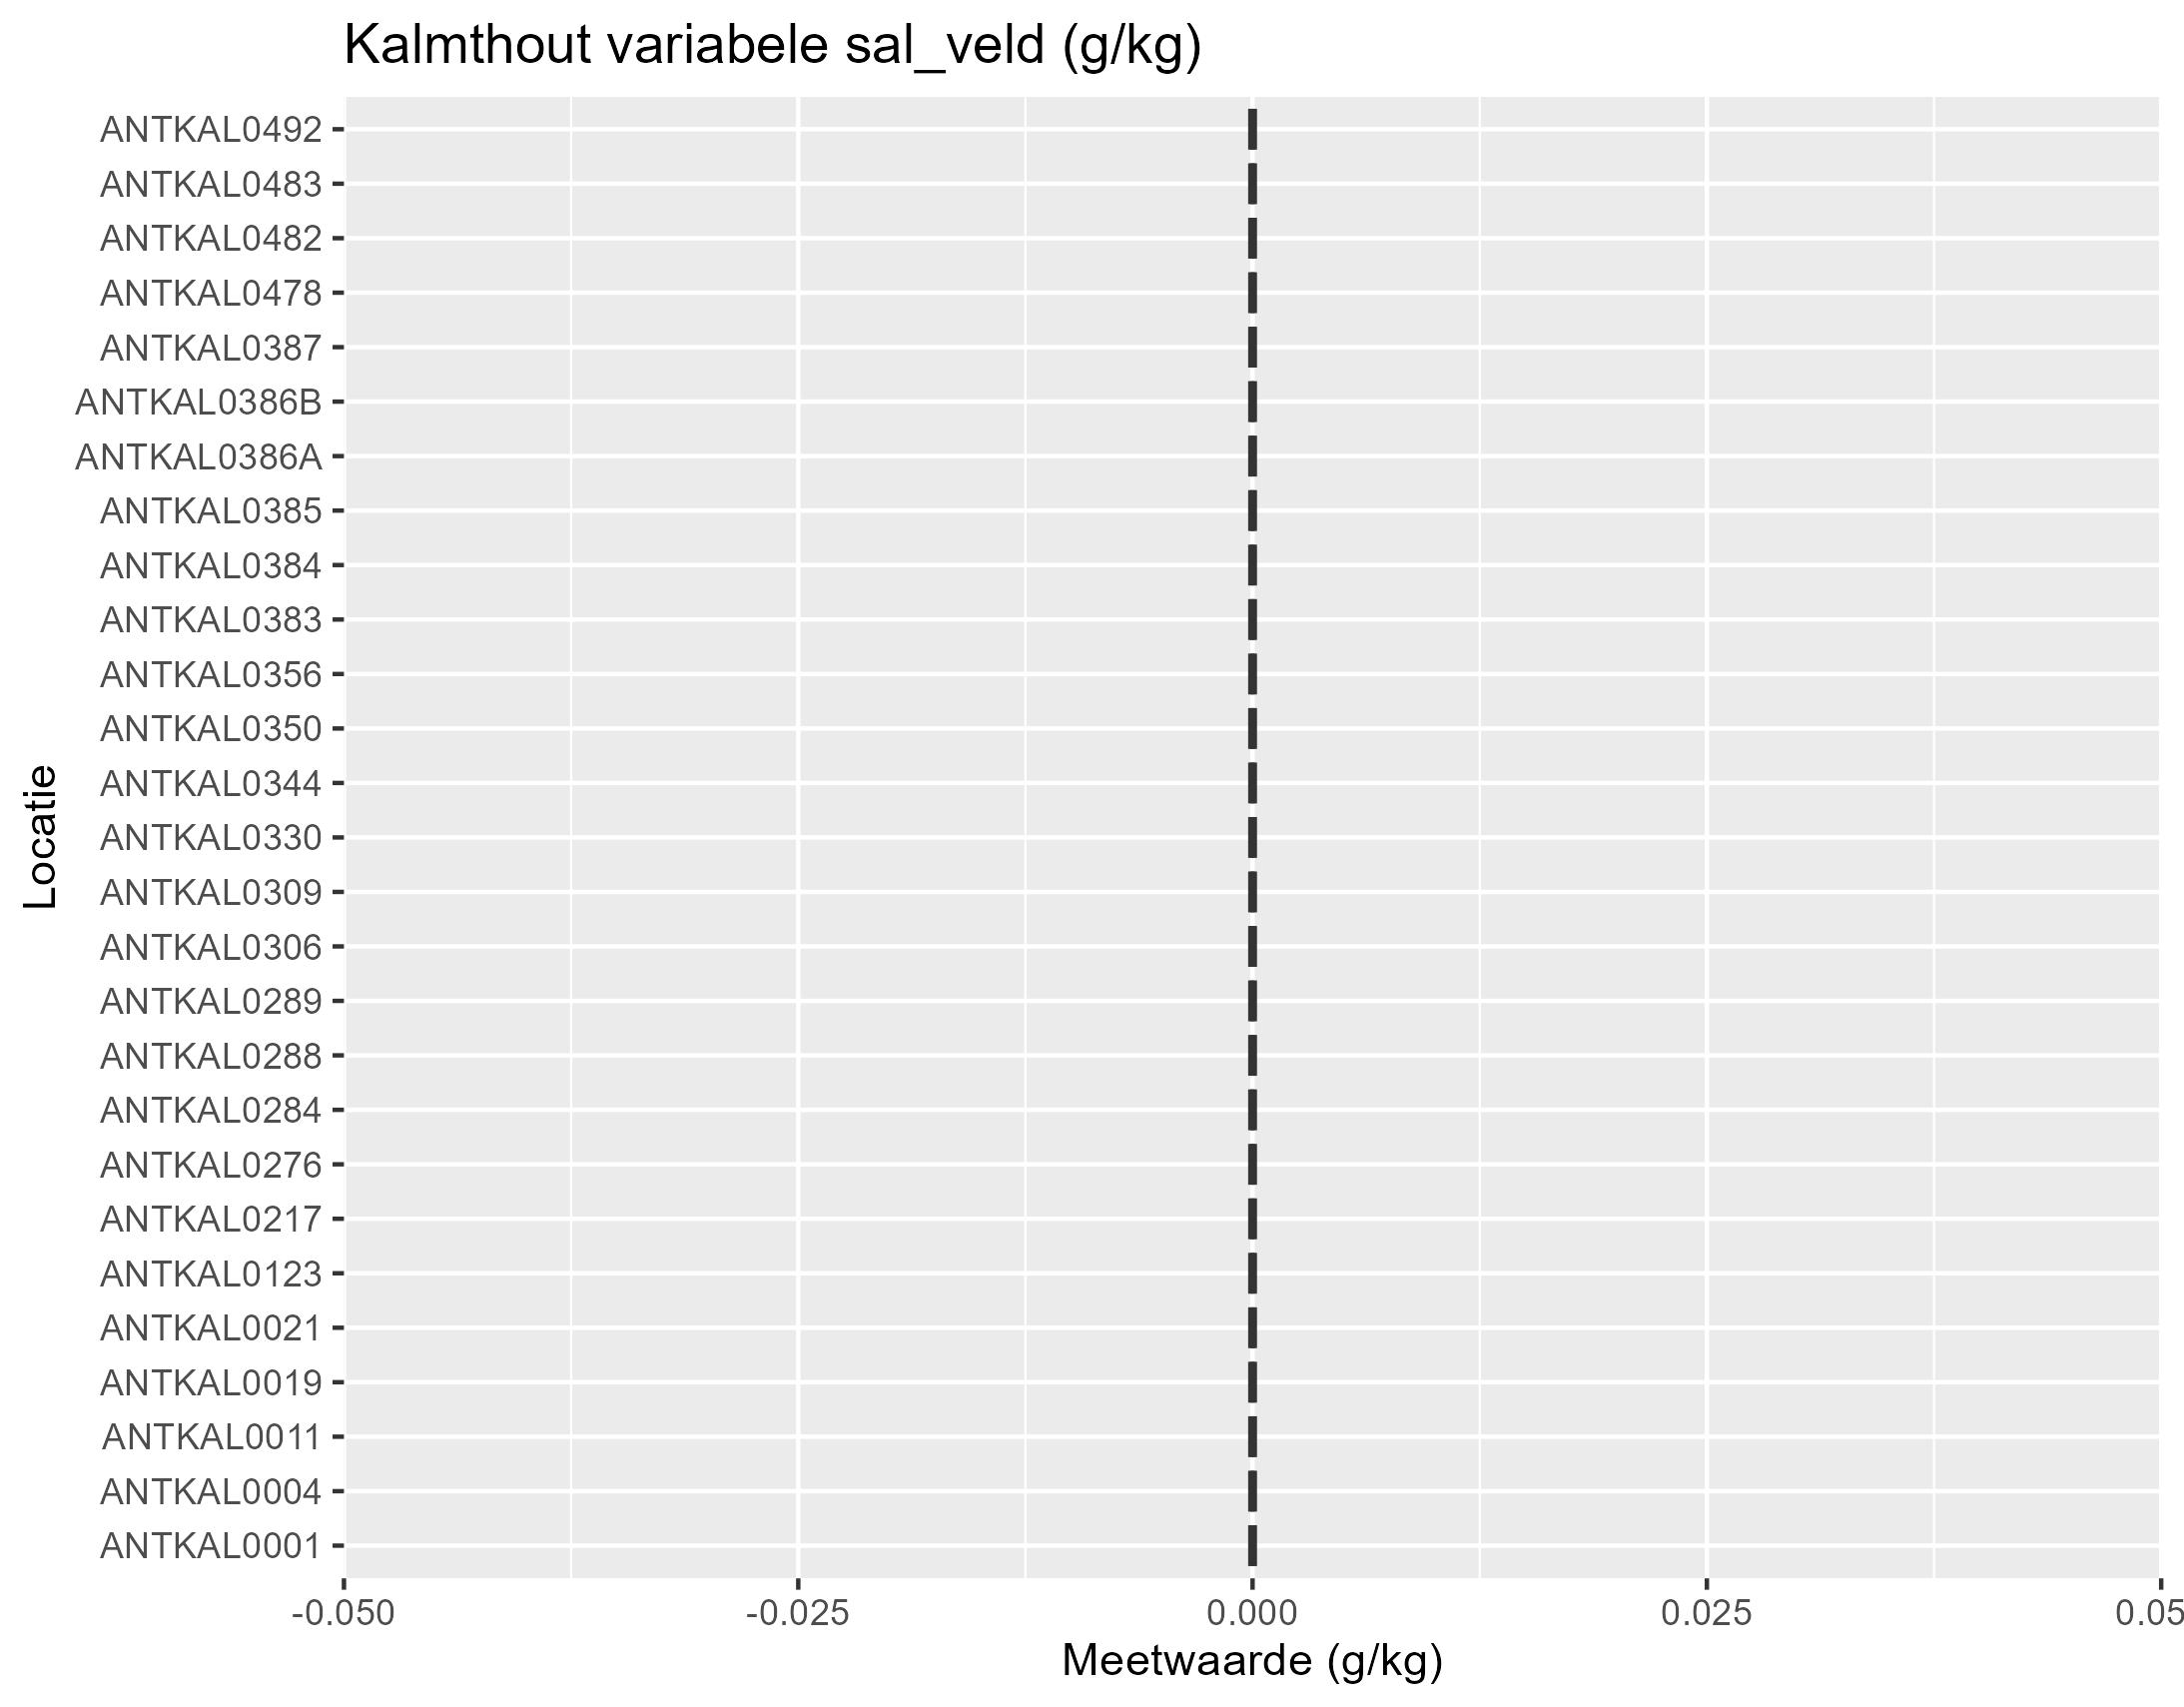 Kalmthout variabele sal_veld (g/kg)
ANTKAL0492
ANTKAL0483
ANTKAL0482
ANTKAL0478
ANTKAL0387
ANTKAL0386B
ANTKAL0386A
ANTKAL0385
ANTKAL0384
ANTKAL0383
ANTKAL0356
ANTKAL0350
ANTKAL0344
ANTKAL0330
ANTKAL0309
ANTKAL0306
ANTKAL0289
ANTKAL0288
ANTKAL0284
ANTKAL0276
ANTKAL0217
ANTKAL0123
ANTKAL0021
ANTKAL0019
ANTKAL0011
ANTKAL0004
ANTKAL0001
Locatie
-0.050 -0.025 0.000 0.025 0.05
Meetwaarde (g/kg)